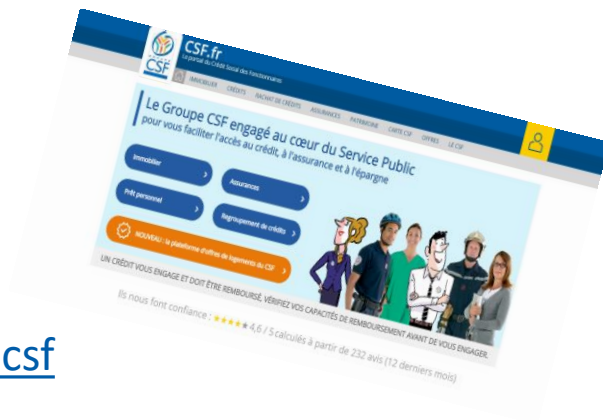 CSF.fr
Le portail du Crédit Social des Fonctionnaires
CSF
IMMOBILIER CRÉDITS RACHAT DE CRÉDITS ASSURANCES PATRIMOINE CARTE CSF OFFRES LE CSF
Le Groupe CSF engagé au cœur du Service Public
pour vous faciliter l'accès au crédit, à l'assurance et à l'épargne
Immobilier
Assurances
Prêt personnel
Regroupement de crédits
NOUVEAU : la plateforme d'offres de logements du CSF
UN CRÉDIT VOUS ENGAGE ET DOIT ÊTRE REMBOURSÉ, VÉRIFIEZ VOS CAPACITÉS DE REMBOURSEMENT AVANT DE VOUS ENGAGER.
Ils nous font confiance : ★★★★★ 4,6 / 5 calculés à partir de 232 avis (12 derniers mois)
csf